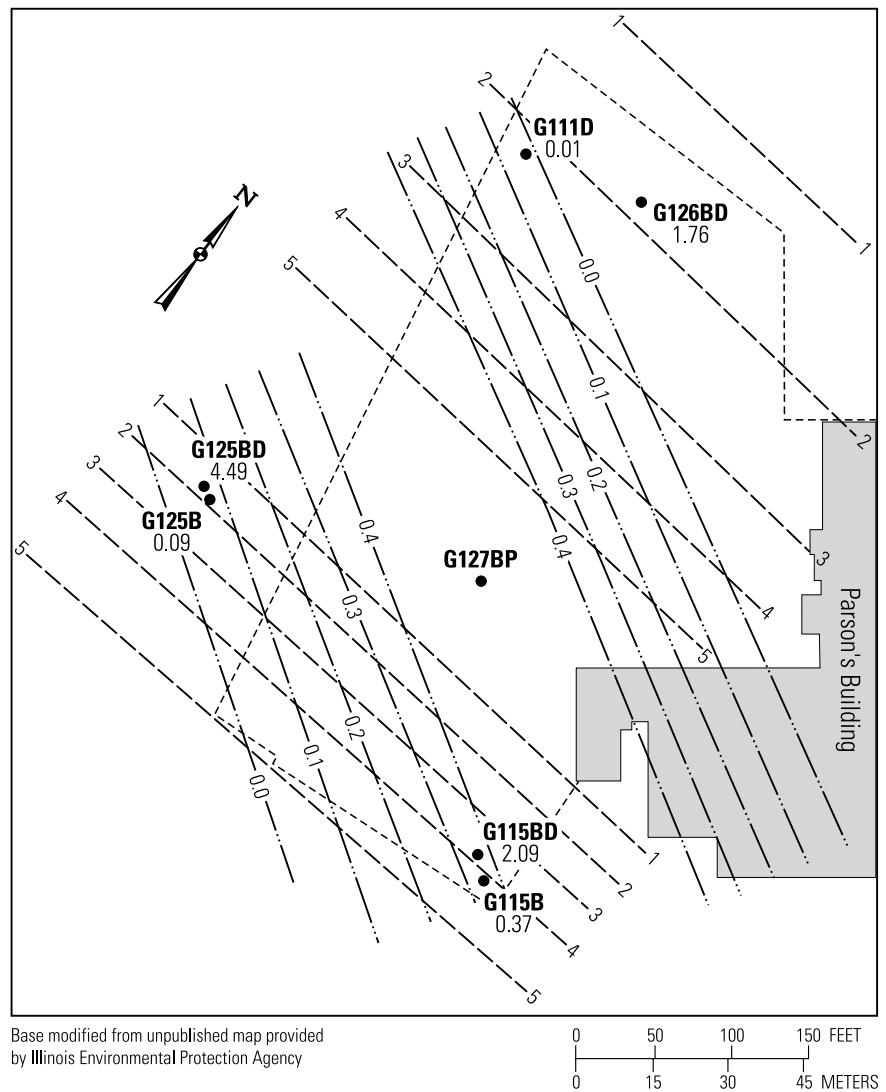 1
2
G111D
0.01
3
N
G126BD
1.76
4
1
5
0.0
0.1
1
2
2
G125BD
4.49
3
0.2
0.3
4
G125B
0.09
0.4
0.4
5
3
G127BP
0.3
4
Parson's Building
5
0.2
0.1
0.0
G115BD
2.09
1
2
G115B
0.37
3
4
5
Base modified from unpublished map provided
by Illinois Environmental Protection Agency
0 50 100 150 FEET
0 15 30 45 METERS